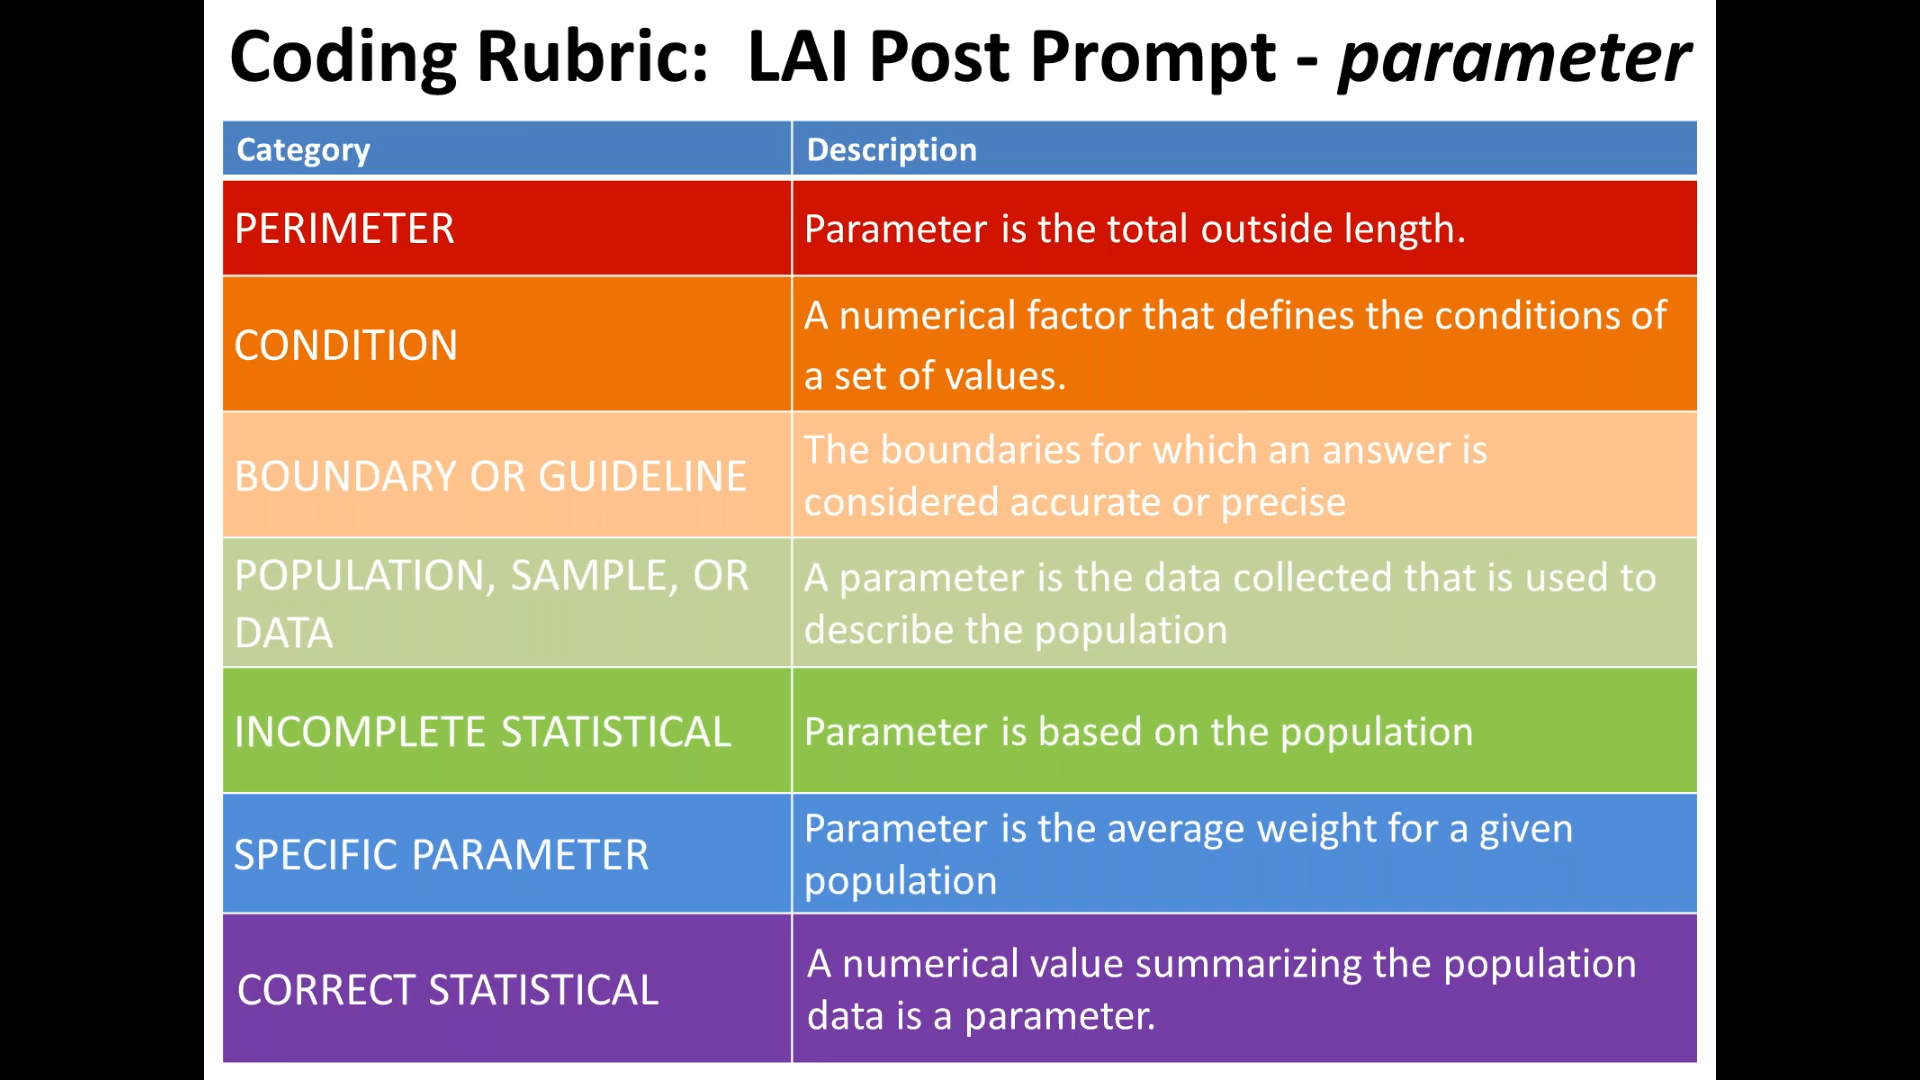 Coding Rubric:  LAI Post Prompt - parameter
Category
Description
PERIMETER
Parameter is the total outside length.
CONDITION
A numerical factor that defines the conditions of
a set of values.
BOUNDARY OR GUIDELINE
The boundaries for which an answer is
considered accurate or precise
POPULATION, SAMPLE, OR
DATA
A parameter is the data collected that is used to
describe the population
INCOMPLETE STATISTICAL
Parameter is based on the population
SPECIFIC PARAMETER
Parameter is the average weight for a given
population
CORRECT STATISTICAL
A numerical value summarizing the population
data is a parameter.